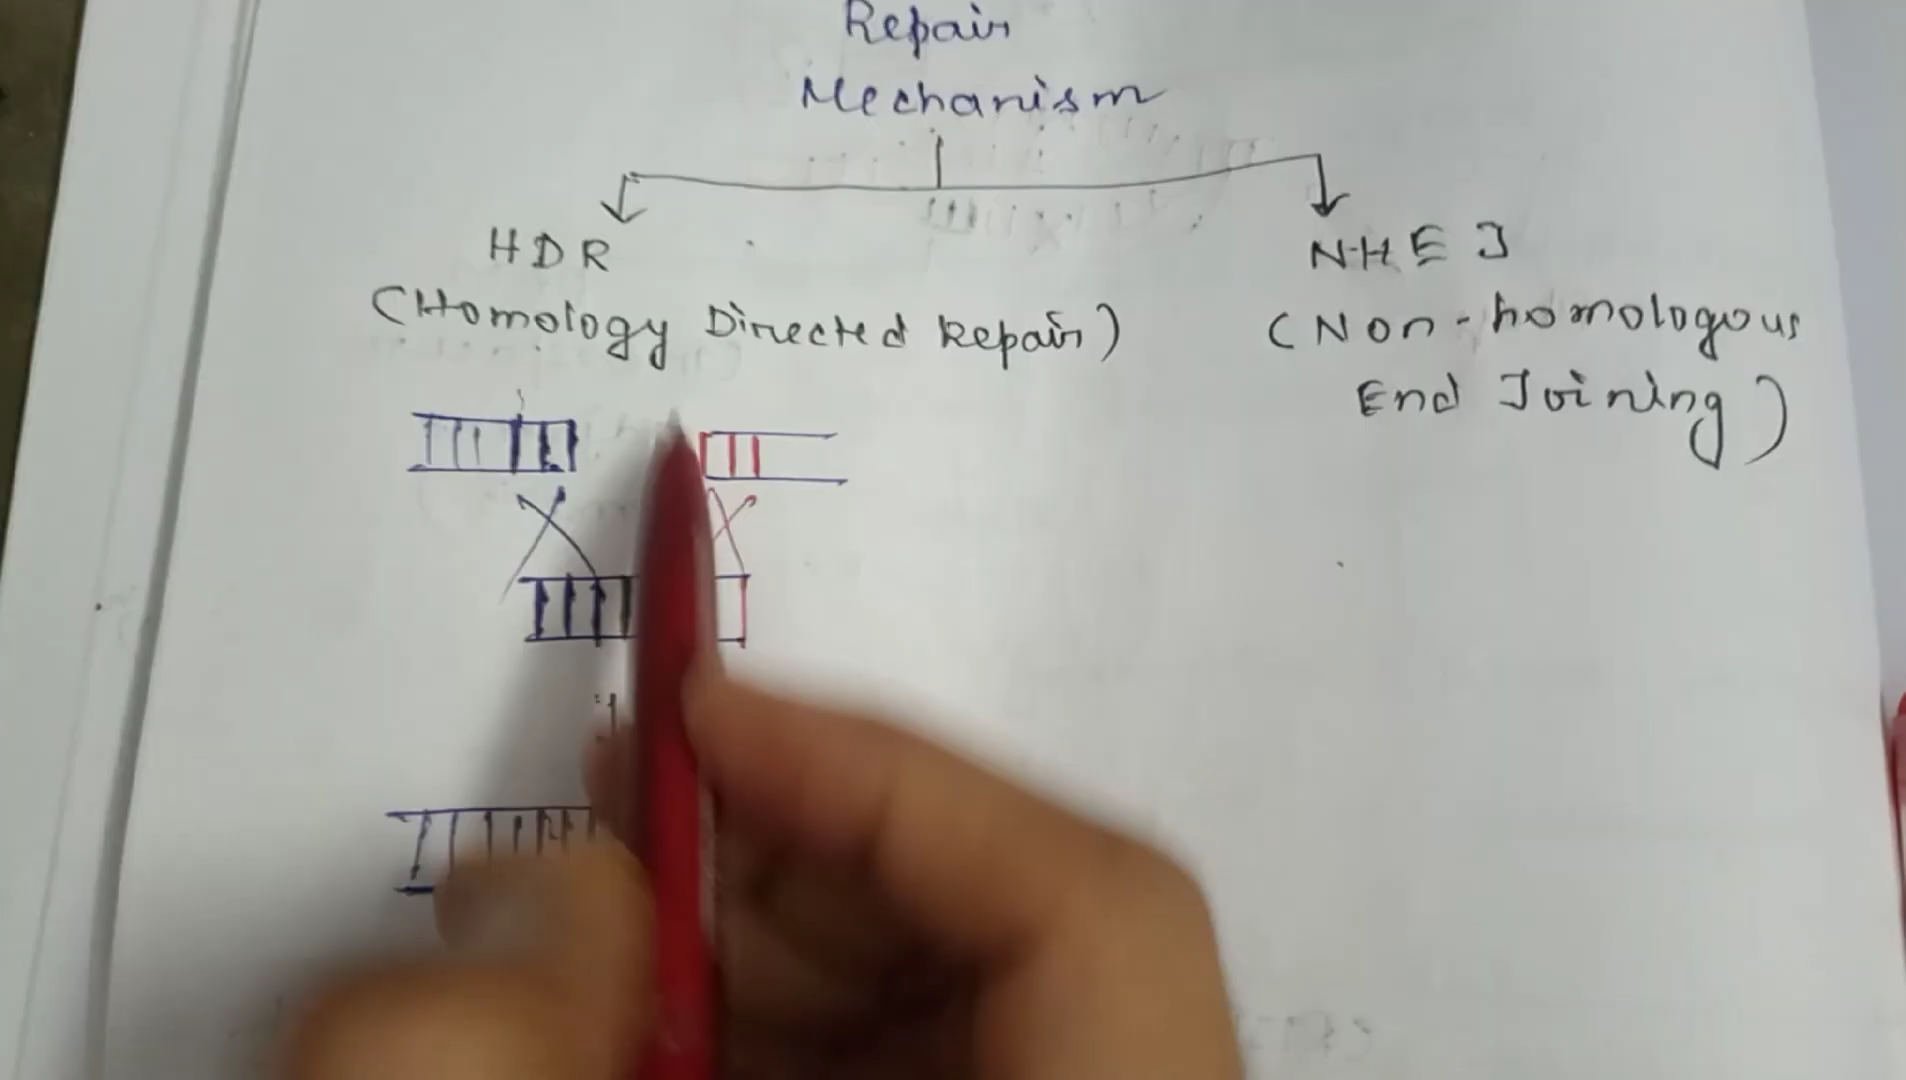 Repair
Mechanism
HDR
(Homology Directed Repair)
NHEJ
(Non-homologous
End Joining)